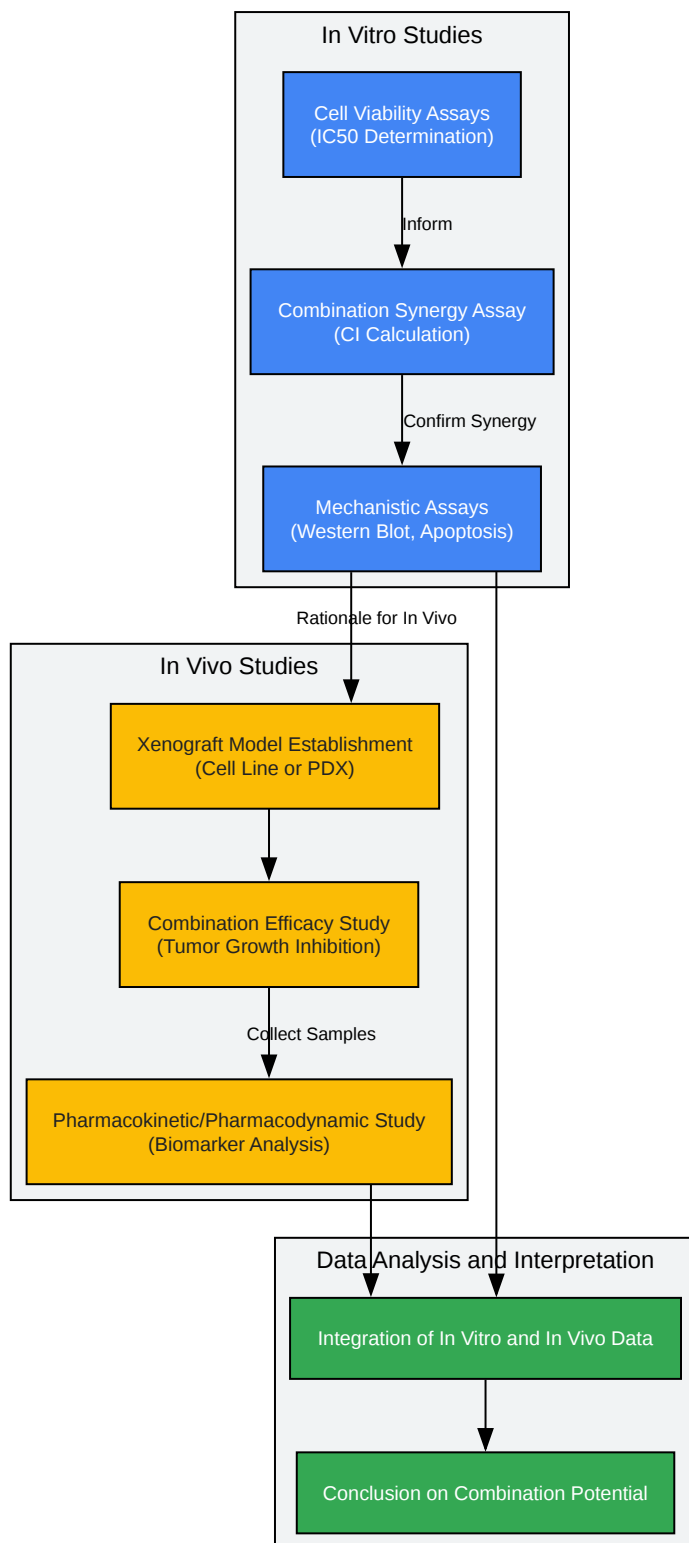 In Vitro Studies
Cell Viability Assays
(IC50 Determination)
Inform
Combination Synergy Assay
(CI Calculation)
Confirm Synergy
Mechanistic Assays
(Western Blot, Apoptosis)
Rationale for In Vivo
In Vivo Studies
Xenograft Model Establishment
(Cell Line or PDX)
Combination Efficacy Study
(Tumor Growth Inhibition)
Collect Samples
Pharmacokinetic/Pharmacodynamic Study
(Biomarker Analysis)
Data Analysis and Interpretation
Integration of In Vitro and In Vivo Data
Conclusion on Combination Potential